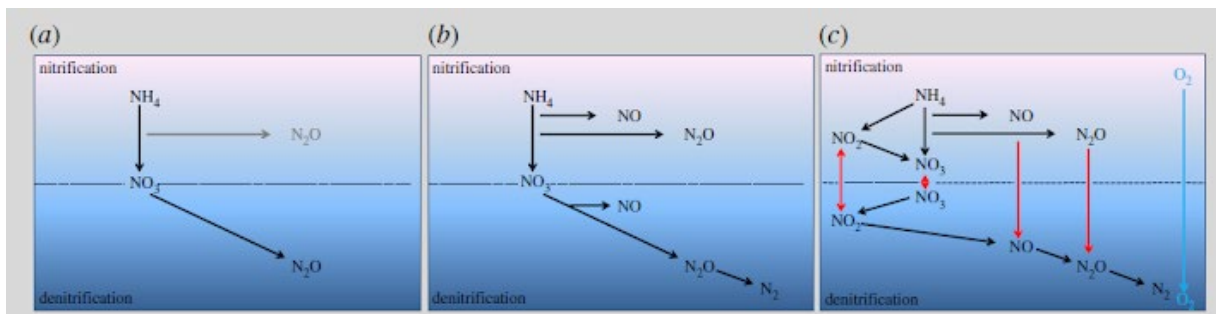 (a)
nitrification
NH₄
N₂O
NO₃
N₂O
denitrification
(b)
nitrification
NH₄
NO
N₂O
NO₃
NO
N₂O
N₂
denitrification
(c)
nitrification
O₂
NH₄
NO
NO₂
N₂O
NO₃
NO₃
NO₂
NO
N₂O
N₂
O₂
denitrification